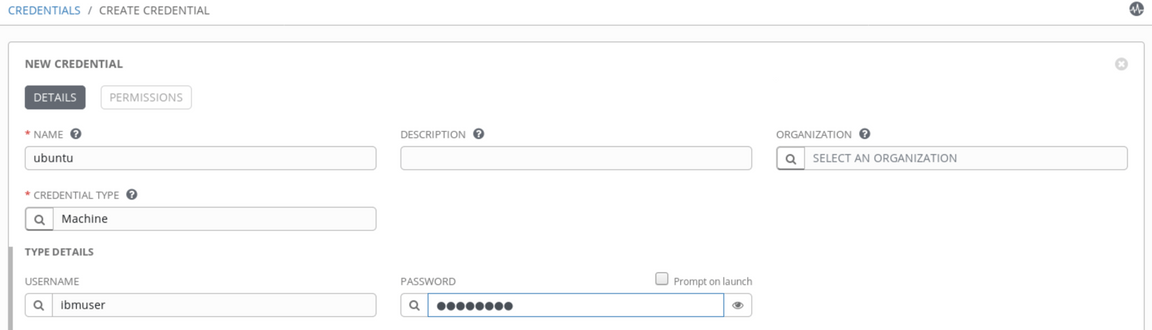 CREDENTIALS / CREATE CREDENTIAL
NEW CREDENTIAL
DETAILS PERMISSIONS
* NAME ? DESCRIPTION ? ORGANIZATION ?
ubuntu SELECT AN ORGANIZATION
* CREDENTIAL TYPE ?
Machine
TYPE DETAILS
USERNAME PASSWORD Prompt on launch
ibmuser ●●●●●●●●